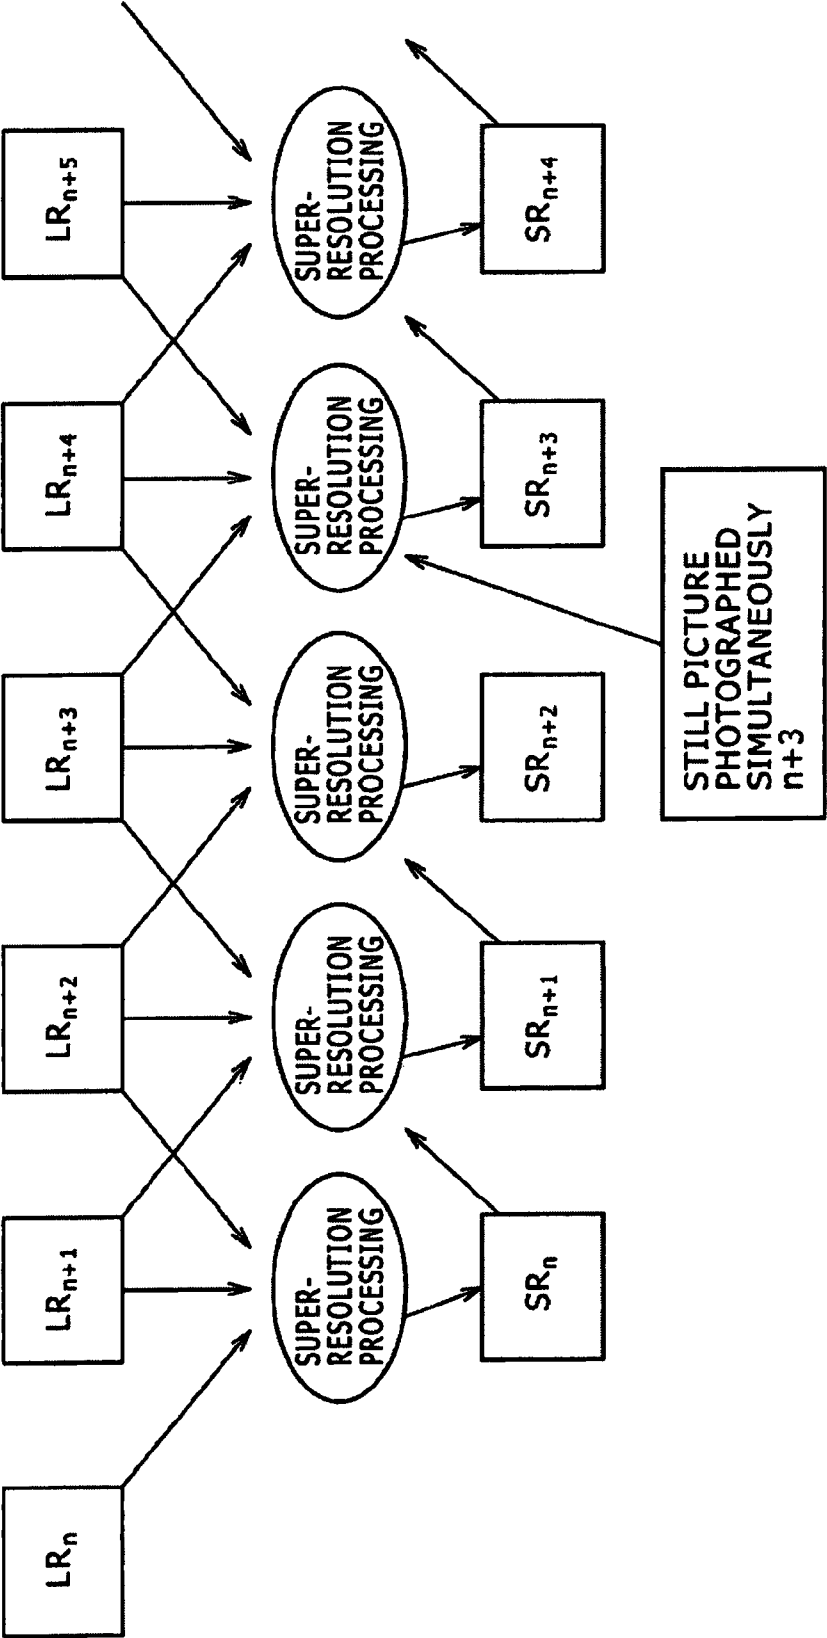 LRn
LRn+1
LRn+2
LRn+3
LRn+4
LRn+5
SUPER-
RESOLUTION
PROCESSING
SUPER-
RESOLUTION
PROCESSING
SUPER-
RESOLUTION
PROCESSING
SUPER-
RESOLUTION
PROCESSING
SUPER-
RESOLUTION
PROCESSING
SRn
SRn+1
SRn+2
SRn+3
SRn+4
STILL PICTURE
PHOTOGRAPHED
SIMULTANEOUSLY
n+3